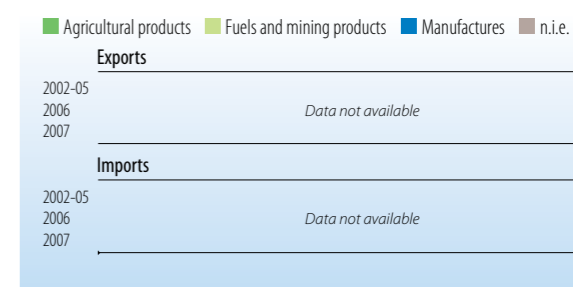 Agricultural products Fuels and mining products Manufactures n.i.e.
Exports
2002-05
2006 Data not available
2007
Imports
2002-05
2006 Data not available
2007